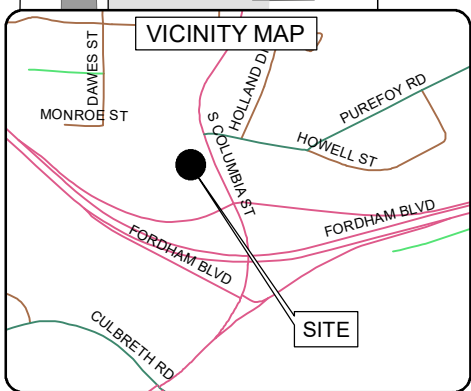 VICINITY MAP
DAWES ST
HOLLAND D
PUREFOY RD
MONROE ST
S COLUMBIA ST
HOWELL ST
FORDHAM BLVD
FORDHAM BLVD
SITE
CULBRETH RD